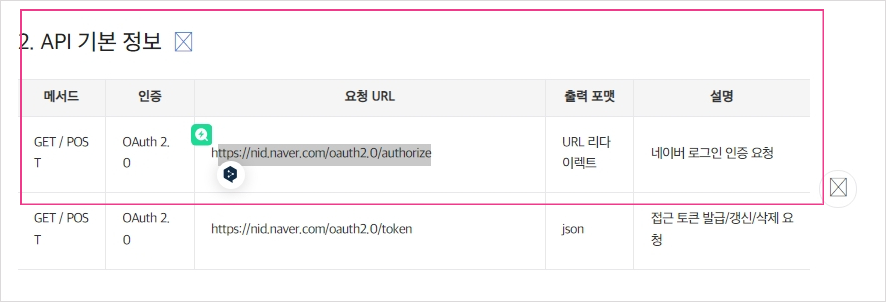 2. API 기본 정보
메서드 인증 요청 URL 출력 포맷 설명
GET / POS
T
OAuth 2.
0
https://nid.naver.com/oauth2.0/authorize
URL 리다
이렉트
네이버 로그인 인증 요청
GET / POS
T
OAuth 2.
0
https://nid.naver.com/oauth2.0/token
json
접근 토큰 발급/갱신/삭제 요
청